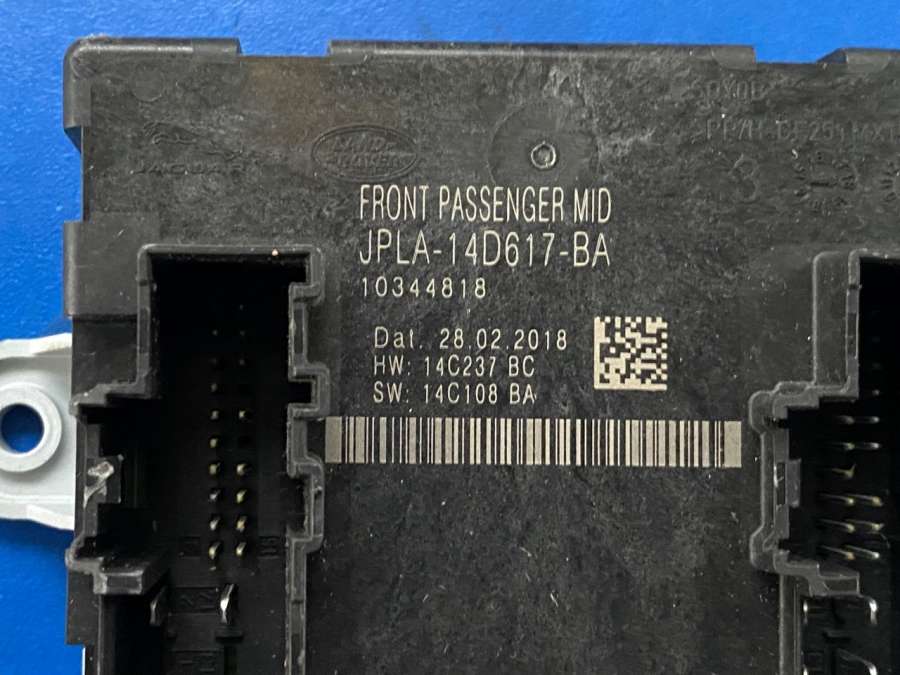 JAGUAR
LAND-
ROVER
FRONT PASSENGER MID
JPLA-14D617-BA
10344818
Dat. 28.02.2018
HW: 14C237 BC
SW: 14C108 BA